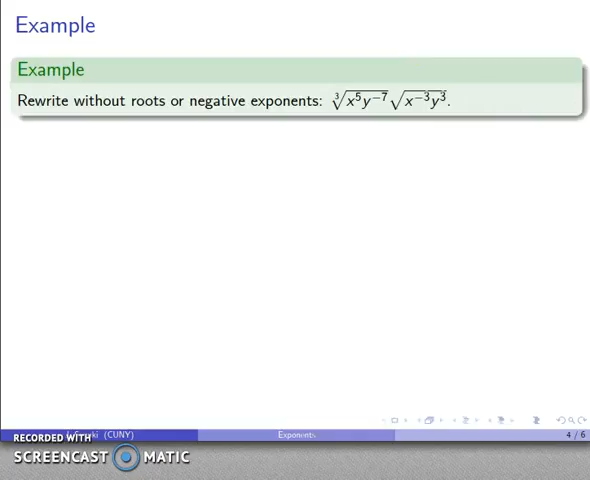 Example
Example
Rewrite without roots or negative exponents: ∛(x⁵y⁻⁷) √(x⁻³y³).
(CUNY) Exponents 4 / 6
RECORDED WITH
SCREENCAST MATIC